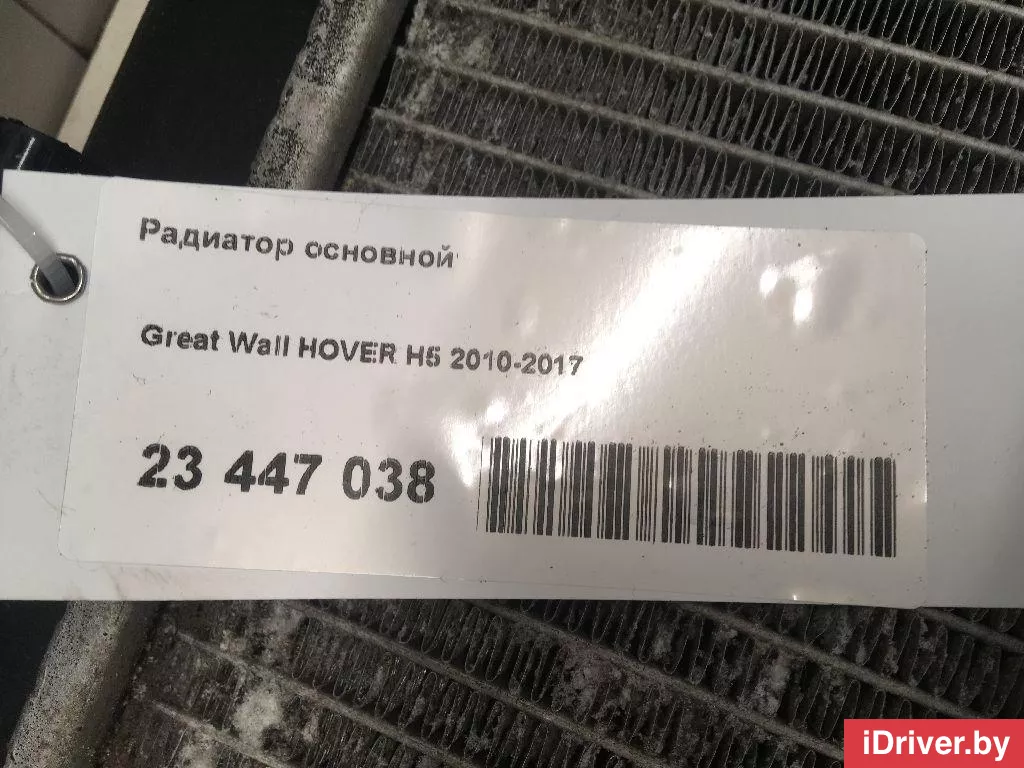 Радиатор основной
Great Wall HOVER H5 2010-2017
23 447 038
iDriver.by